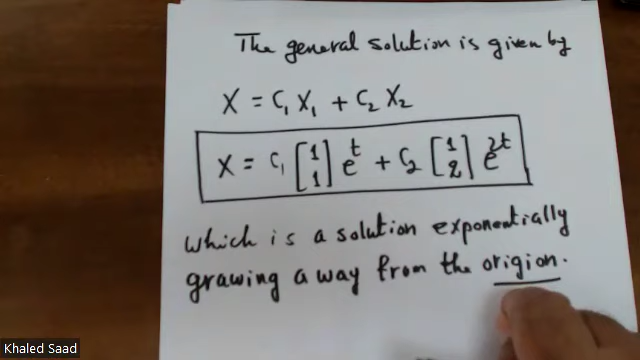 The general solution is given by
X = C₁ X₁ + C₂ X₂
X = C₁ [1 1] e^t + C₂ [1 2] e^2t
which is a solution exponentially
grawing a way from the origion.
Khaled Saad